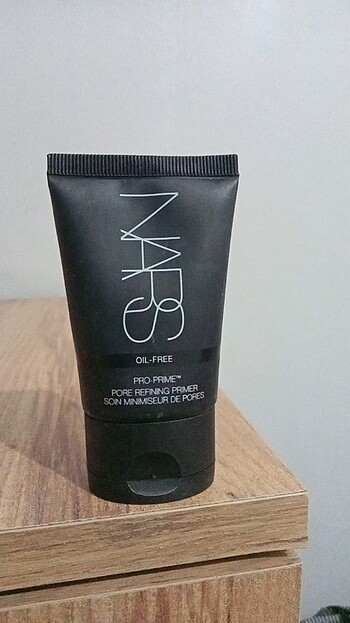 NARS
OIL-FREE
PRO-PRIME™
PORE REFINING PRIMER
SOIN MINIMISEUR DE PORES